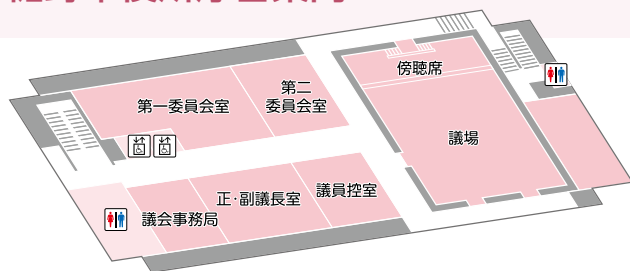 傍聴席
第一委員会室
第二
委員会室
議場
議会事務局
正・副議長室
議員控室